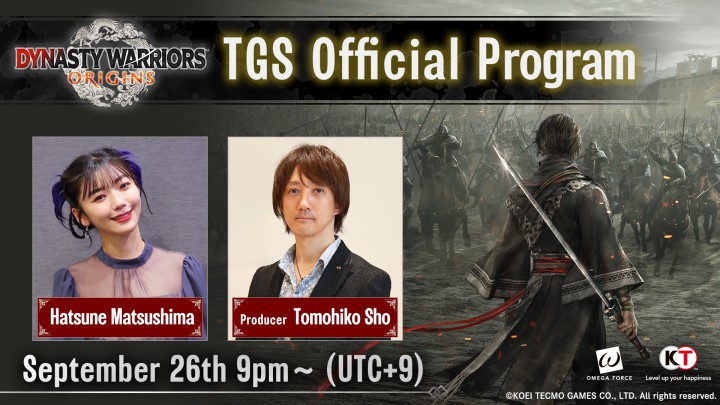 DYNASTY WARRIORS
ORIGINS
TGS Official Program
Hatsune Matsushima
Producer Tomohiko Sho
September 26th 9pm~ (UTC+9)
ω
OMEGA FORCE
KT
Level up your happiness
©KOEI TECMO GAMES CO., LTD. All rights reserved.